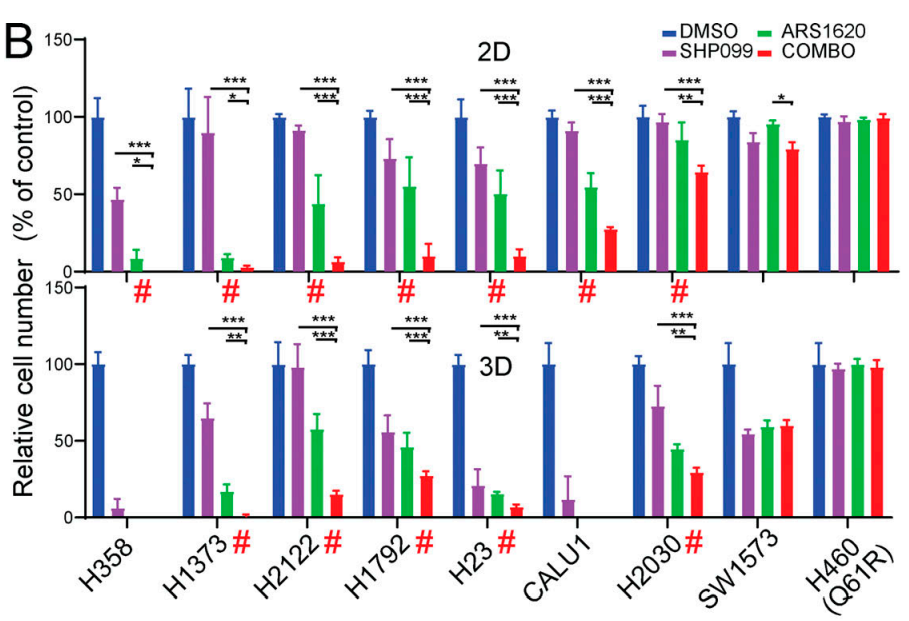 B
DMSO
ARS1620
SHP099
COMBO
2D
Relative cell number (% of control)
150
100
50
0
***
*
***
*
***
***
***
***
***
***
***
***
***
**
*
# # # # # # #
3D
150
100
50
0
***
**
***
***
***
***
***
**
***
**
H358
H1373 #
H2122 #
H1792 #
H23 #
CALU1
H2030 #
SW1573
H460
(Q61R)